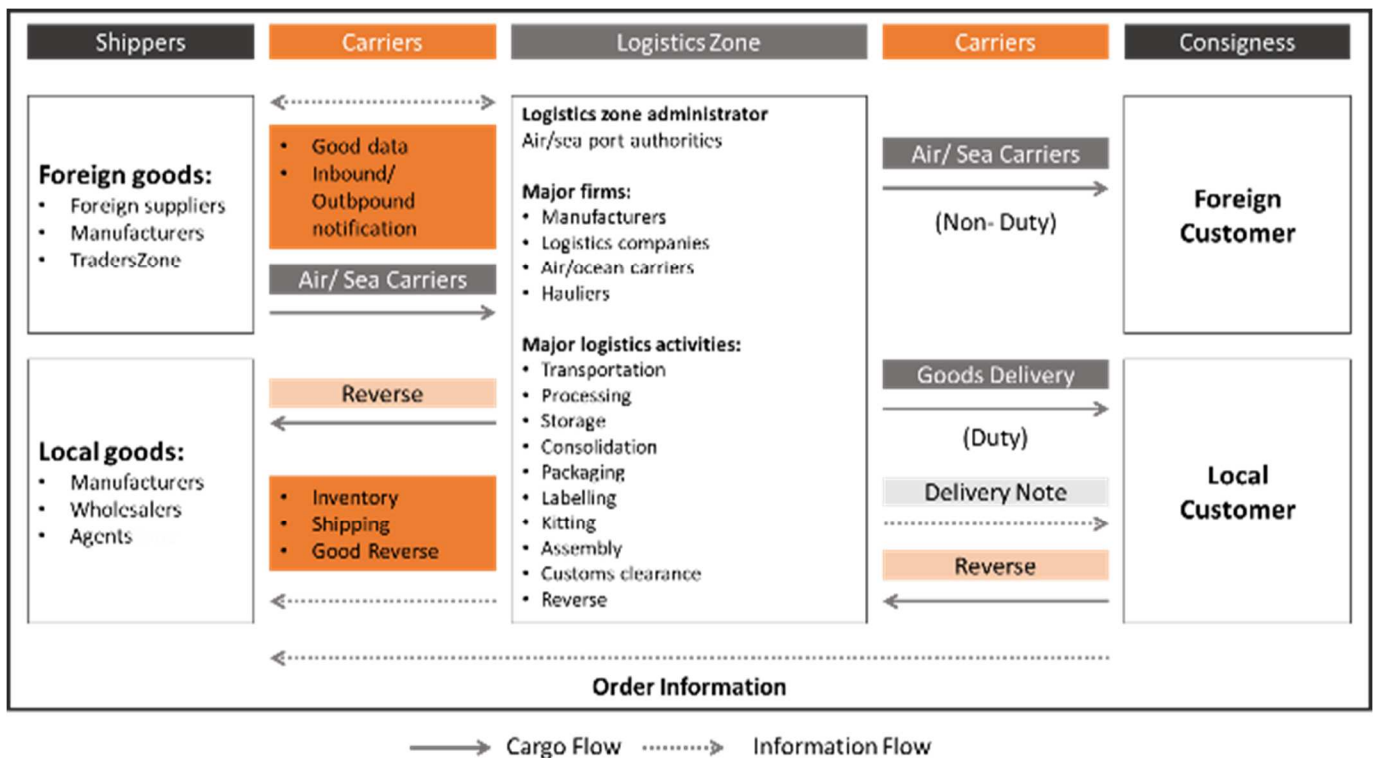 Shippers
Carriers
Logistics Zone
Carriers
Consigness
Foreign goods:
• Foreign suppliers
• Manufacturers
• TradersZone
Local goods:
• Manufacturers
• Wholesalers
• Agents
• Good data
• Inbound/
Outbpound
notification
Air/ Sea Carriers
Reverse
• Inventory
• Shipping
• Good Reverse
Logistics zone administrator
Air/sea port authorities
Major firms:
• Manufacturers
• Logistics companies
• Air/ocean carriers
• Hauliers
Major logistics activities:
• Transportation
• Processing
• Storage
• Consolidation
• Packaging
• Labelling
• Kitting
• Assembly
• Customs clearance
• Reverse
Air/ Sea Carriers
(Non- Duty)
Goods Delivery
(Duty)
Delivery Note
Reverse
Foreign
Customer
Local
Customer
Order Information
Cargo Flow
Information Flow